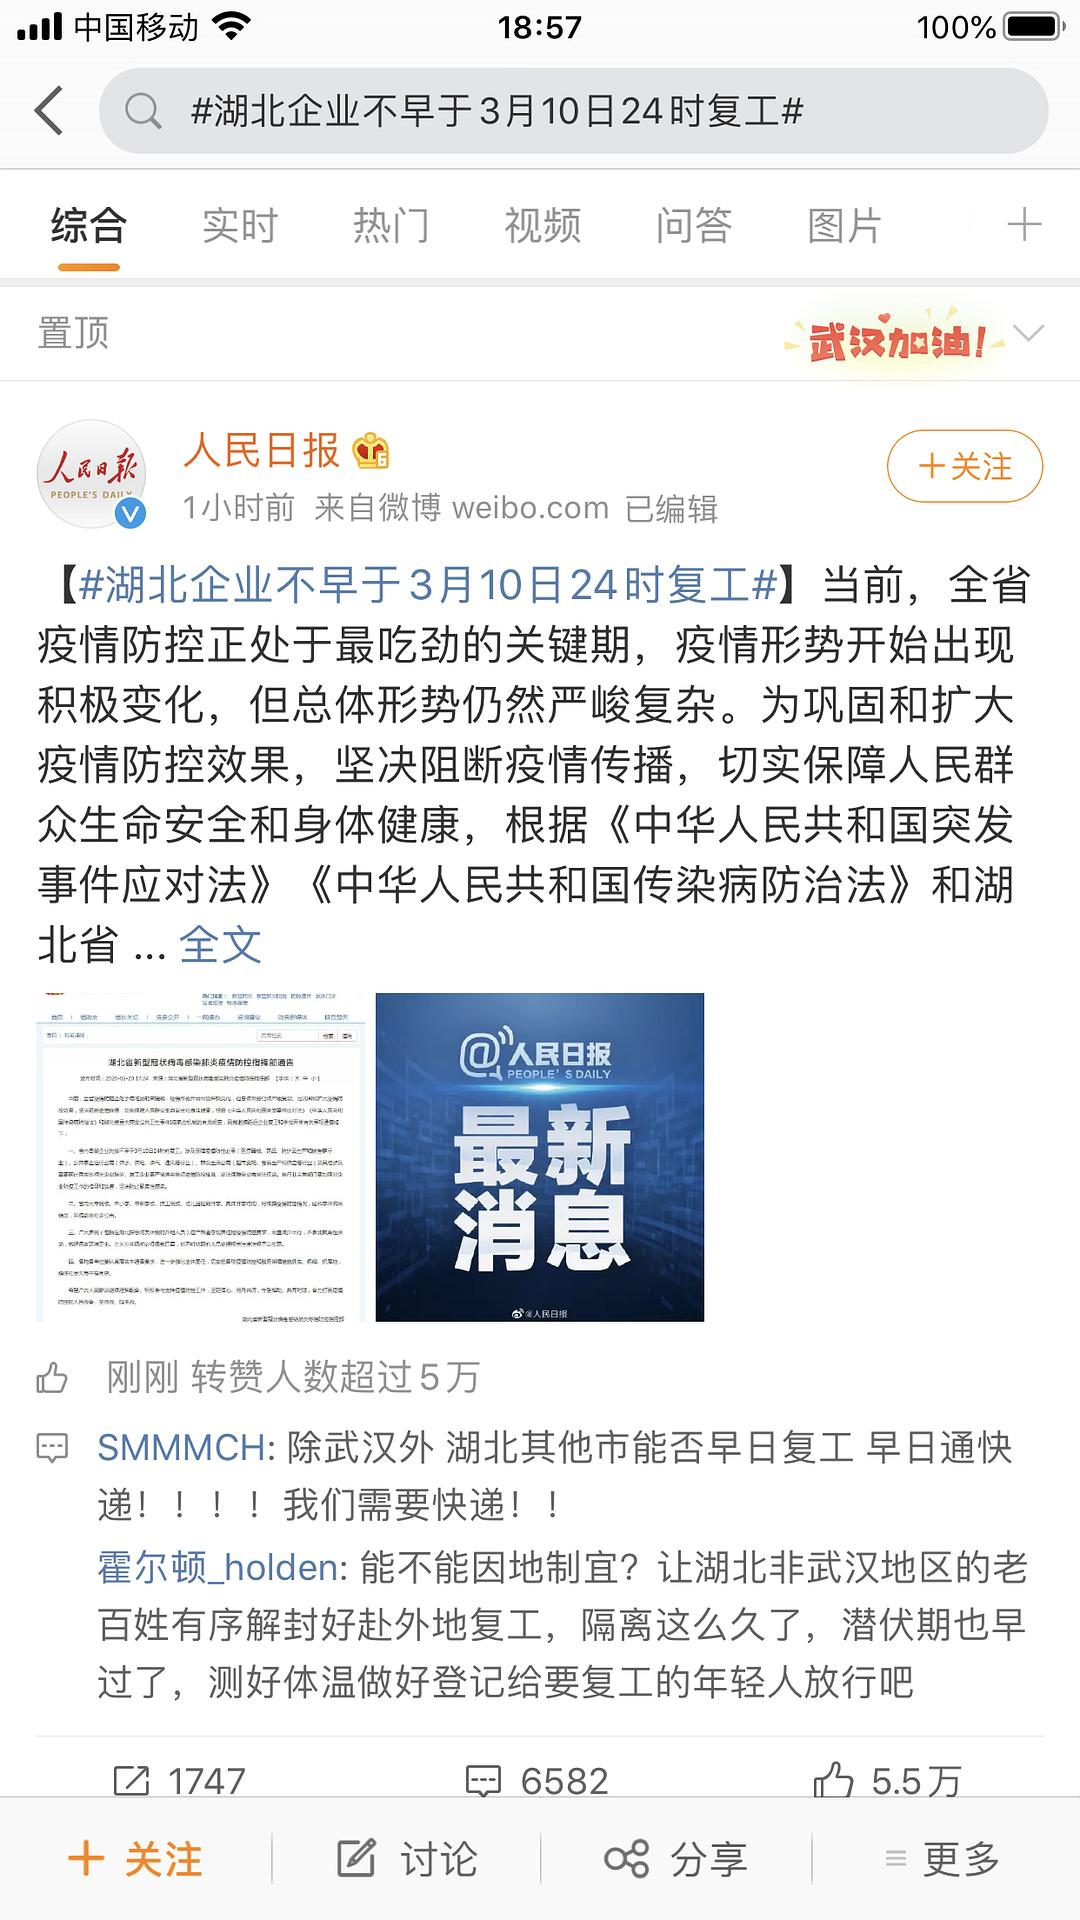 中国移动
18:57
100%
#湖北企业不早于3月10日24时复工#
综合 实时 热门 视频 问答 图片
置顶
武汉加油!
人民日报
PEOPLE'S DAILY
人民日报
+关注
1小时前 来自微博 weibo.com 已编辑
【#湖北企业不早于3月10日24时复工#】当前，全省
疫情防控正处于最吃劲的关键期，疫情形势开始出现
积极变化，但总体形势仍然严峻复杂。为巩固和扩大
疫情防控效果，坚决阻断疫情传播，切实保障人民群
众生命安全和身体健康，根据《中华人民共和国突发
事件应对法》《中华人民共和国传染病防治法》和湖
北省 ... 全文
湖北省新型冠状病毒感染肺炎疫情防控指挥部通告
@人民日报
PEOPLE'S DAILY
最新
消息
@人民日报
刚刚 转赞人数超过5万
SMMMCH: 除武汉外 湖北其他市能否早日复工 早日通快
递！！！！我们需要快递！！
霍尔顿_holden: 能不能因地制宜？让湖北非武汉地区的老
百姓有序解封好赴外地复工，隔离这么久了，潜伏期也早
过了，测好体温做好登记给要复工的年轻人放行吧
1747 6582 5.5万
+ 关注 讨论 分享 更多